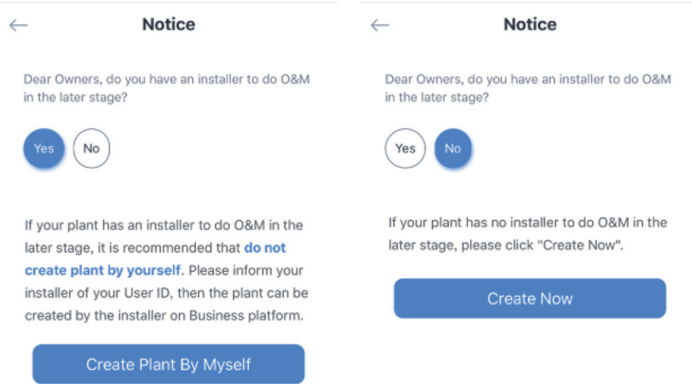 Notice
Dear Owners, do you have an installer to do O&M
in the later stage?
Yes
No
If your plant has an installer to do O&M in the
later stage, it is recommended that do not
create plant by yourself. Please inform your
installer of your User ID, then the plant can be
created by the installer on Business platform.
Create Plant By Myself
Notice
Dear Owners, do you have an installer to do O&M
in the later stage?
Yes
No
If your plant has no installer to do O&M in the
later stage, please click "Create Now".
Create Now